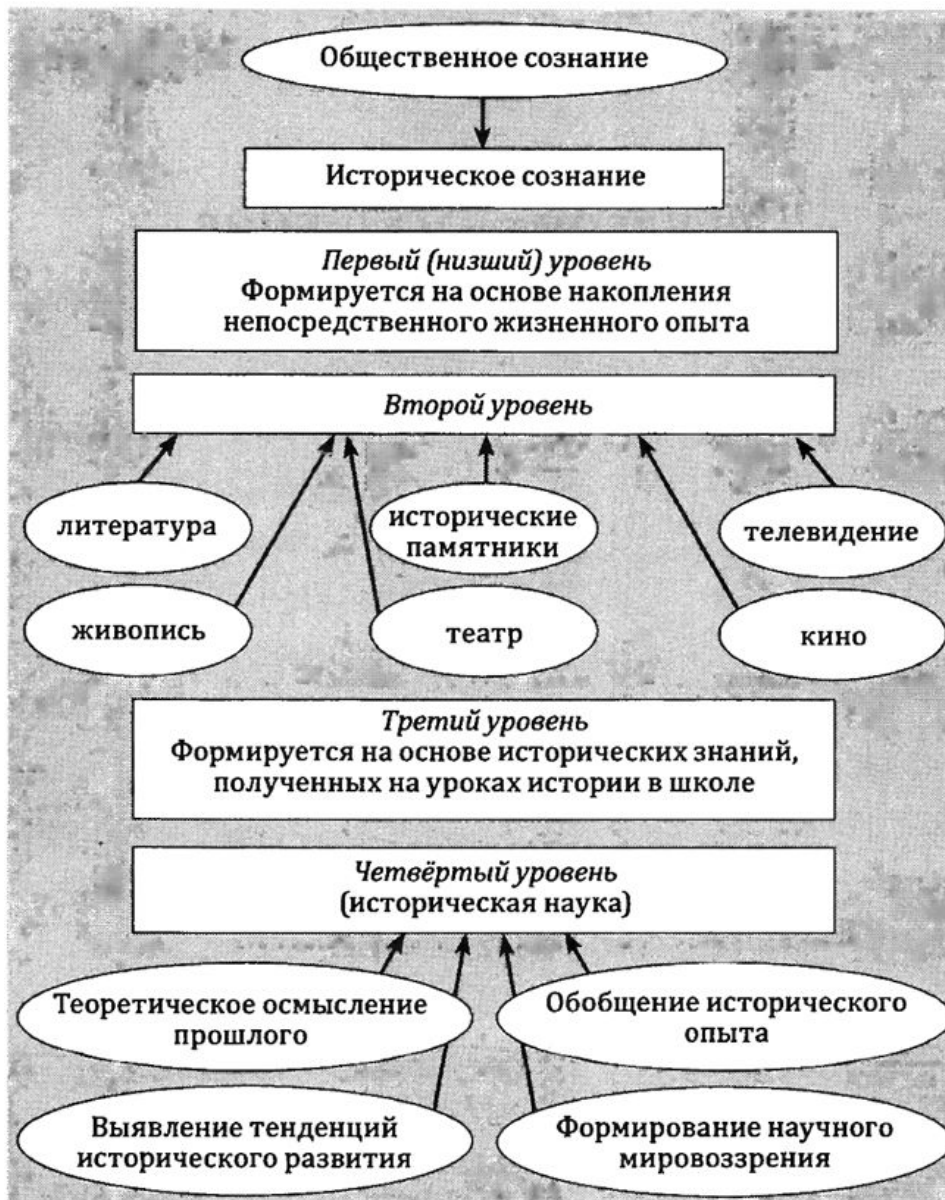 Общественное сознание
Историческое сознание
Первый (низший) уровень
Формируется на основе накопления
непосредственного жизненного опыта
Второй уровень
литература
исторические
памятники
телевидение
живопись
театр
кино
Третий уровень
Формируется на основе исторических знаний,
полученных на уроках истории в школе
Четвёртый уровень
(историческая наука)
Теоретическое осмысление
прошлого
Обобщение исторического
опыта
Выявление тенденций
исторического развития
Формирование научного
мировоззрения